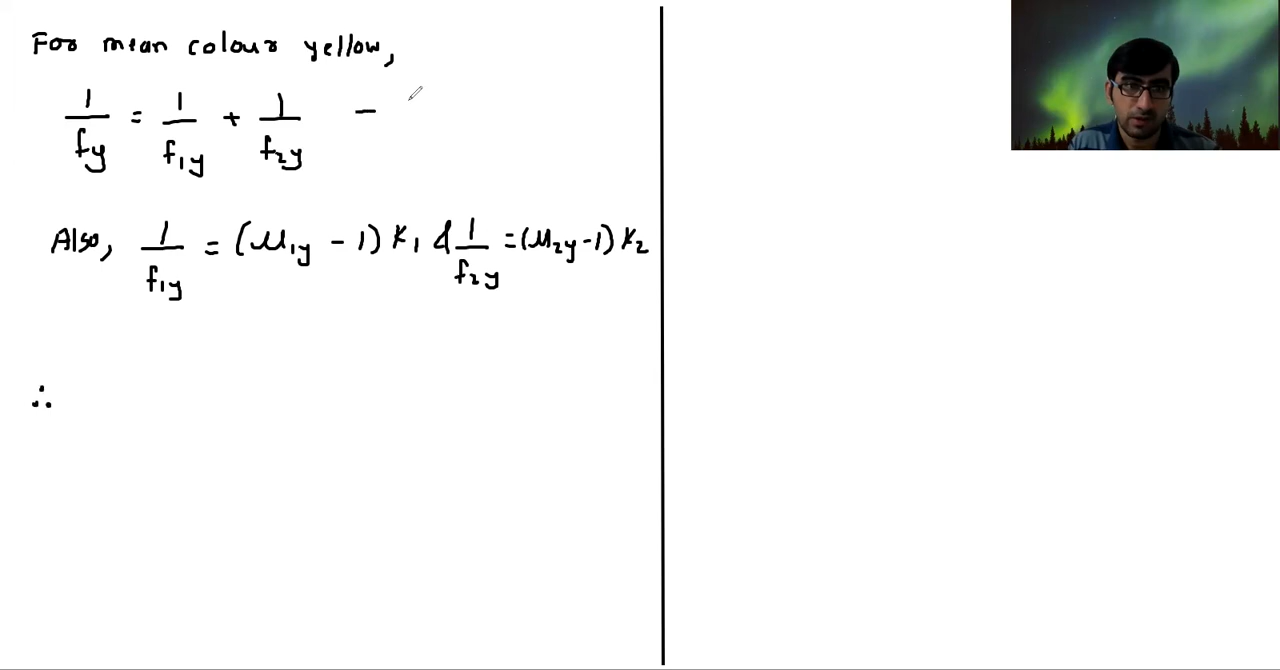 For mean colour yellow,
1/fy = 1/f₁y + 1/f₂y —
Also, 1/f₁y = (μ₁y - 1) K₁ & 1/f₂y = (μ₂y - 1) K₂
∴